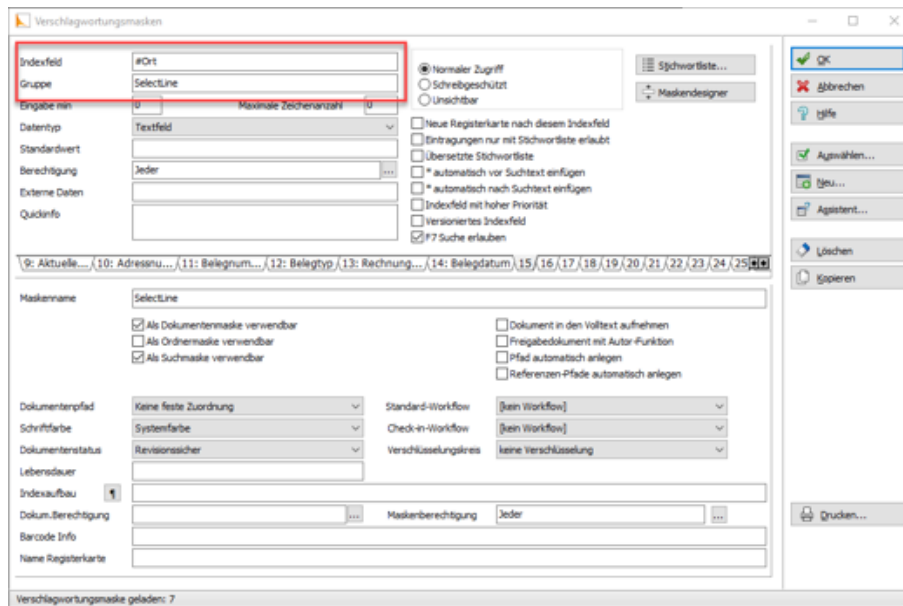 Verschlagwortungsmasken
Indexfeld #Ort
Gruppe SelectLine
Eingabe min 0 Maximale Zeichenanzahl 0
Datentyp Textfeld
Standardwert
Berechtigung Jeder ...
Externe Daten
Quickinfo
Normaler Zugriff
Schreibgeschützt
Unsichtbar
Stichwortliste...
Maskendesigner
Neue Registerkarte nach diesem Indexfeld
Eintragungen nur mit Stichwortliste erlaubt
Übersetzte Stichwortliste
* automatisch vor Suchtext einfügen
* automatisch nach Suchtext einfügen
Indexfeld mit hoher Priorität
Versioniertes Indexfeld
F7 Suche erlauben
9: Aktuelle... 10: Adressnu... 11: Belegnum... 12: Belegtyp 13: Rechnung... 14: Belegdatum 15 16 17 18 19 20 21 22 23 24 25
Maskenname SelectLine
Als Dokumentenmaske verwendbar
Als Ordnermaske verwendbar
Als Suchmaske verwendbar
Dokument in den Volltext aufnehmen
Freigabedokument mit Autor-Funktion
Pfad automatisch anlegen
Referenzen-Pfade automatisch anlegen
Dokumentenpfad Keine feste Zuordnung Standard-Workflow [kein Workflow]
Schriftfarbe Systemfarbe Check-in-Workflow [kein Workflow]
Dokumentenstatus Revisionssicher Verschlüsselungskreis keine Verschlüsselung
Lebensdauer
Indexaufbau ¶
Dokum.Berechtigung ... Maskenberechtigung Jeder ...
Barcode Info
Name Registerkarte
OK
Abbrechen
Hilfe
Auswählen...
Neu...
Assistent...
Löschen
Kopieren
Drucken...
Verschlagwortungsmaske geladen: 7